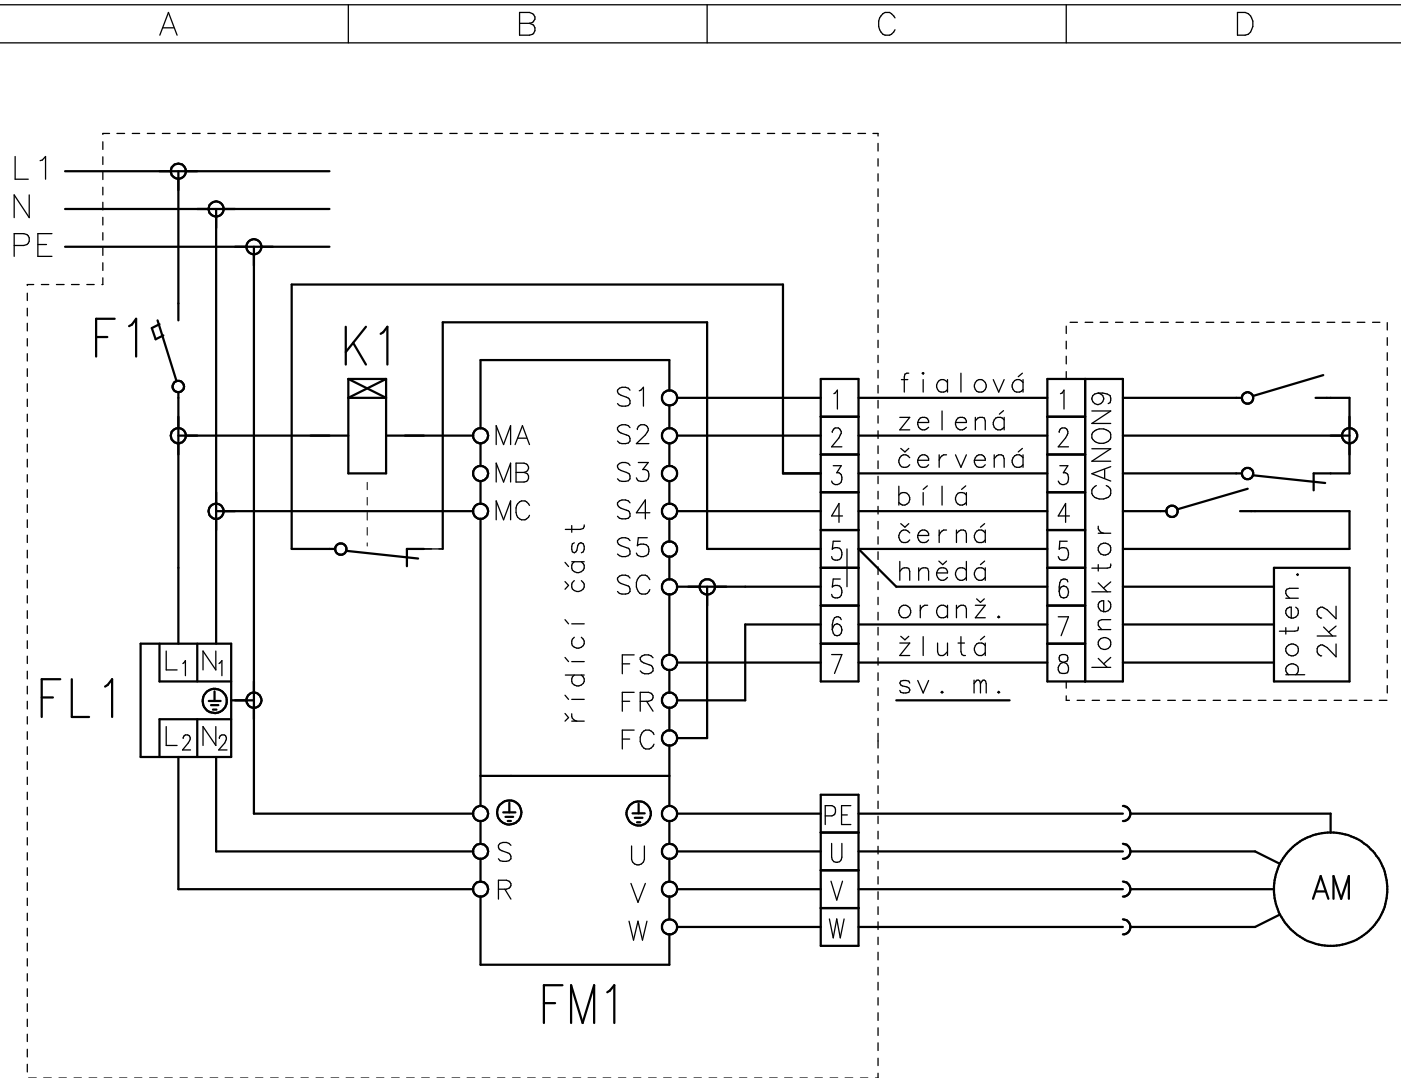 A B C D
L1
N
PE
F1
K1
S1
S2
S3
S4
S5
SC
FS
FR
FC
MA
MB
MC
řídící část
S
R
U
V
W
FM1
L1 N1
L2 N2
FL1
1
2
3
4
5
5
6
7
fialová
zelená
červená
bílá
černá
hnědá
oranž.
žlutá
sv. m.
1
2
3
4
5
6
7
8
konektor CANON9
poten.
2k2
PE
U
V
W
AM